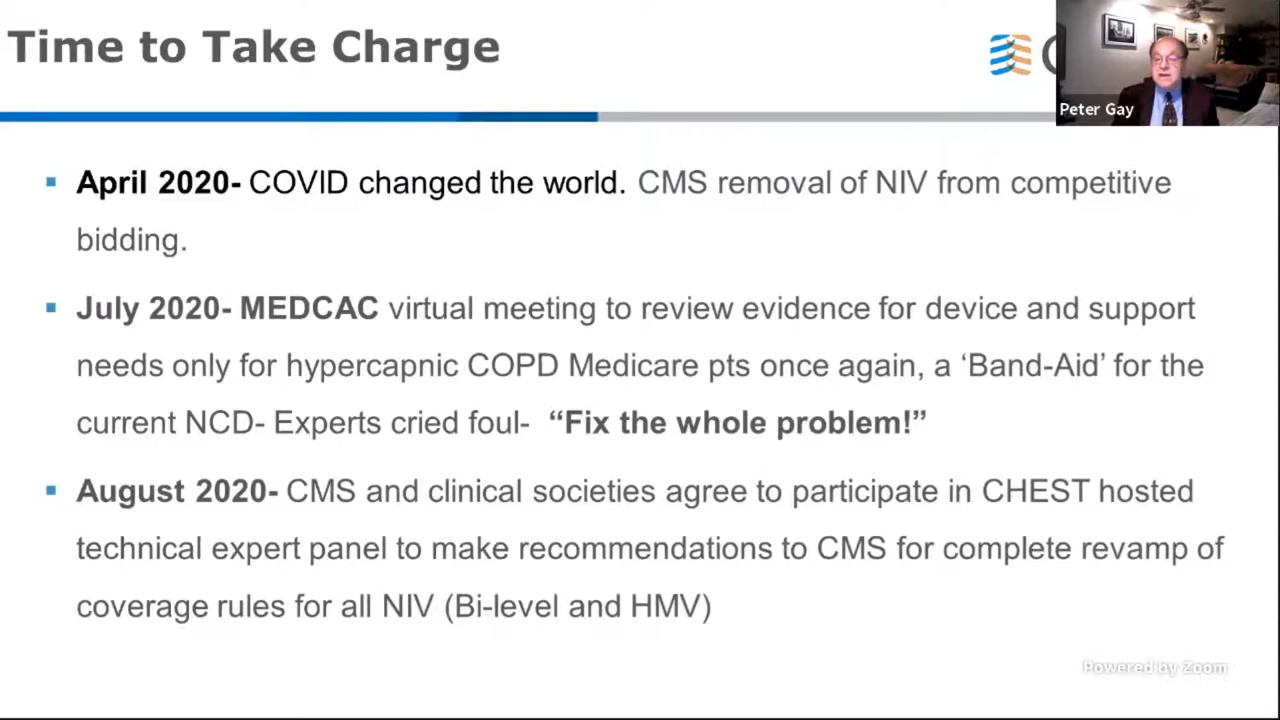 Time to Take Charge
Peter Gay
▪ April 2020- COVID changed the world. CMS removal of NIV from competitive
bidding.
▪ July 2020- MEDCAC virtual meeting to review evidence for device and support
needs only for hypercapnic COPD Medicare pts once again, a ‘Band-Aid’ for the
current NCD- Experts cried foul- “Fix the whole problem!”
▪ August 2020- CMS and clinical societies agree to participate in CHEST hosted
technical expert panel to make recommendations to CMS for complete revamp of
coverage rules for all NIV (Bi-level and HMV)
Powered by Zoom